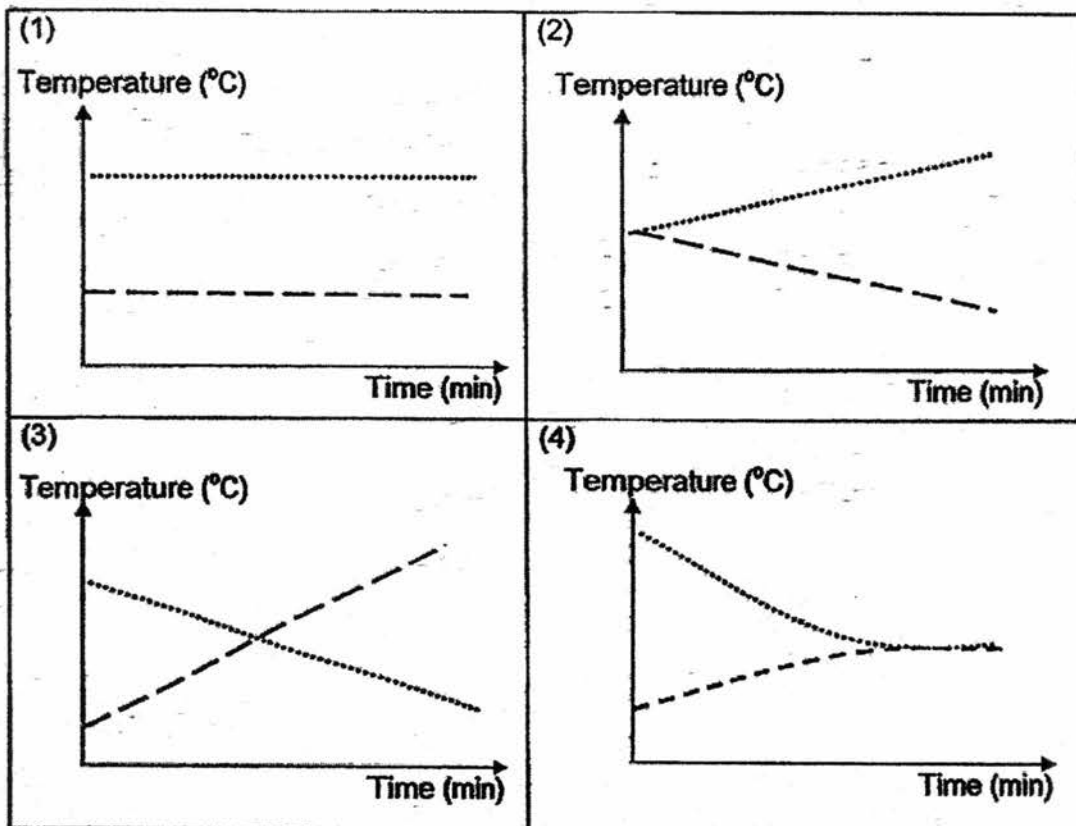 (1)
Temperature (°C)
Time (min)
(2)
Temperature (°C)
Time (min)
(3)
Temperature (°C)
Time (min)
(4)
Temperature (°C)
Time (min)